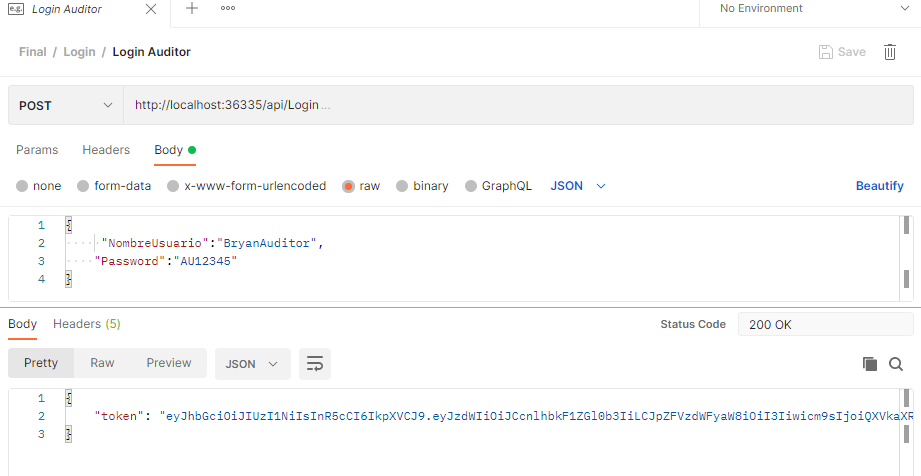 e.g. Login Auditor
No Environment
Final / Login / Login Auditor
Save
POST
http://localhost:36335/api/Login ...
Params Headers Body
none form-data x-www-form-urlencoded raw binary GraphQL JSON Beautify
1 {
2 "NombreUsuario":"BryanAuditor",
3 "Password":"AU12345"
4 }
Body Headers (5) Status Code 200 OK
Pretty Raw Preview JSON
1 {
2 "token": "eyJhbGciOiJIUzI1NiIsInR5cCI6IkpXVCJ9.eyJzdWIiOiJCcnlhbkF1ZGl0b3IiLCJpZFVzdWFyaW8iOiI3Iiwicm9sIjoiQXVkaXR
3 }